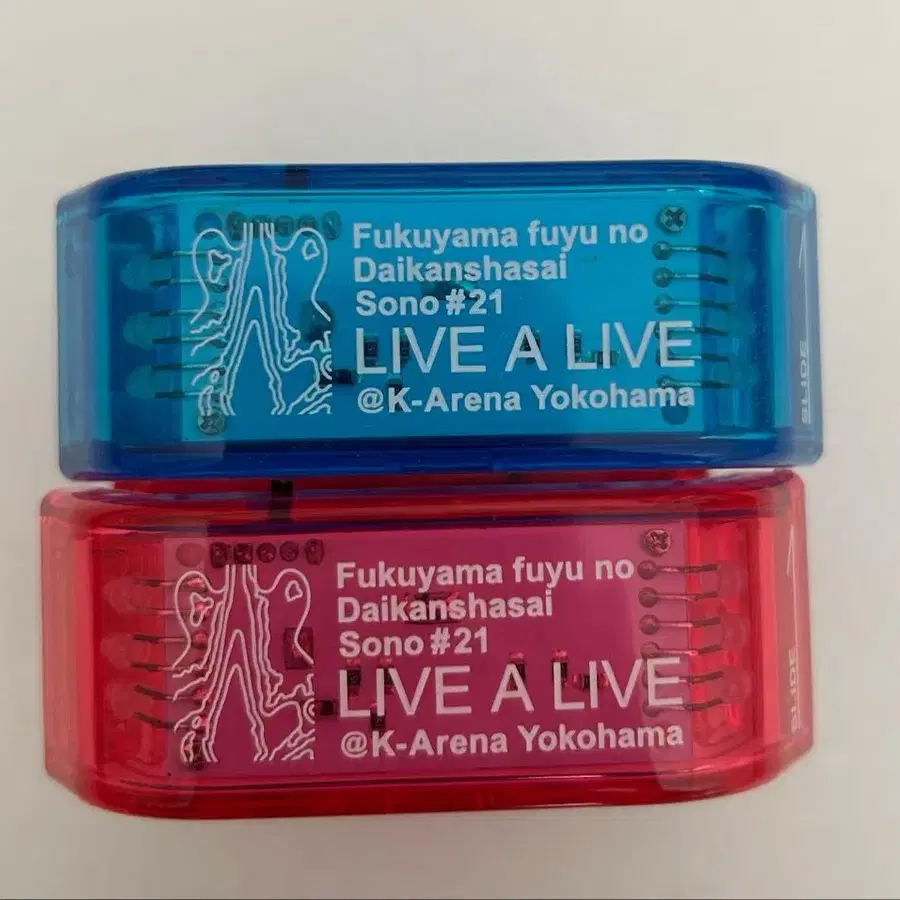 Fukuyama fuyu no
Daikanshasai
Sono #21
LIVE A LIVE
@K-Arena Yokohama
SLIDE
Fukuyama fuyu no
Daikanshasai
Sono #21
LIVE A LIVE
@K-Arena Yokohama
SLIDE